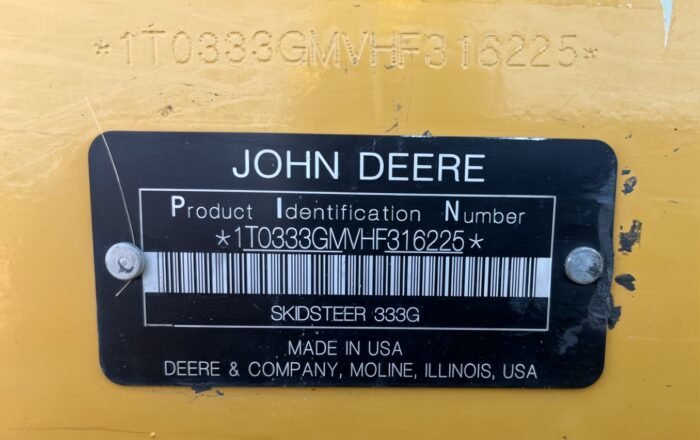 *1T0333GMVHF316225*
JOHN DEERE
Product Identification Number
*1T0333GMVHF316225*
SKIDSTEER 333G
MADE IN USA
DEERE & COMPANY, MOLINE, ILLINOIS, USA